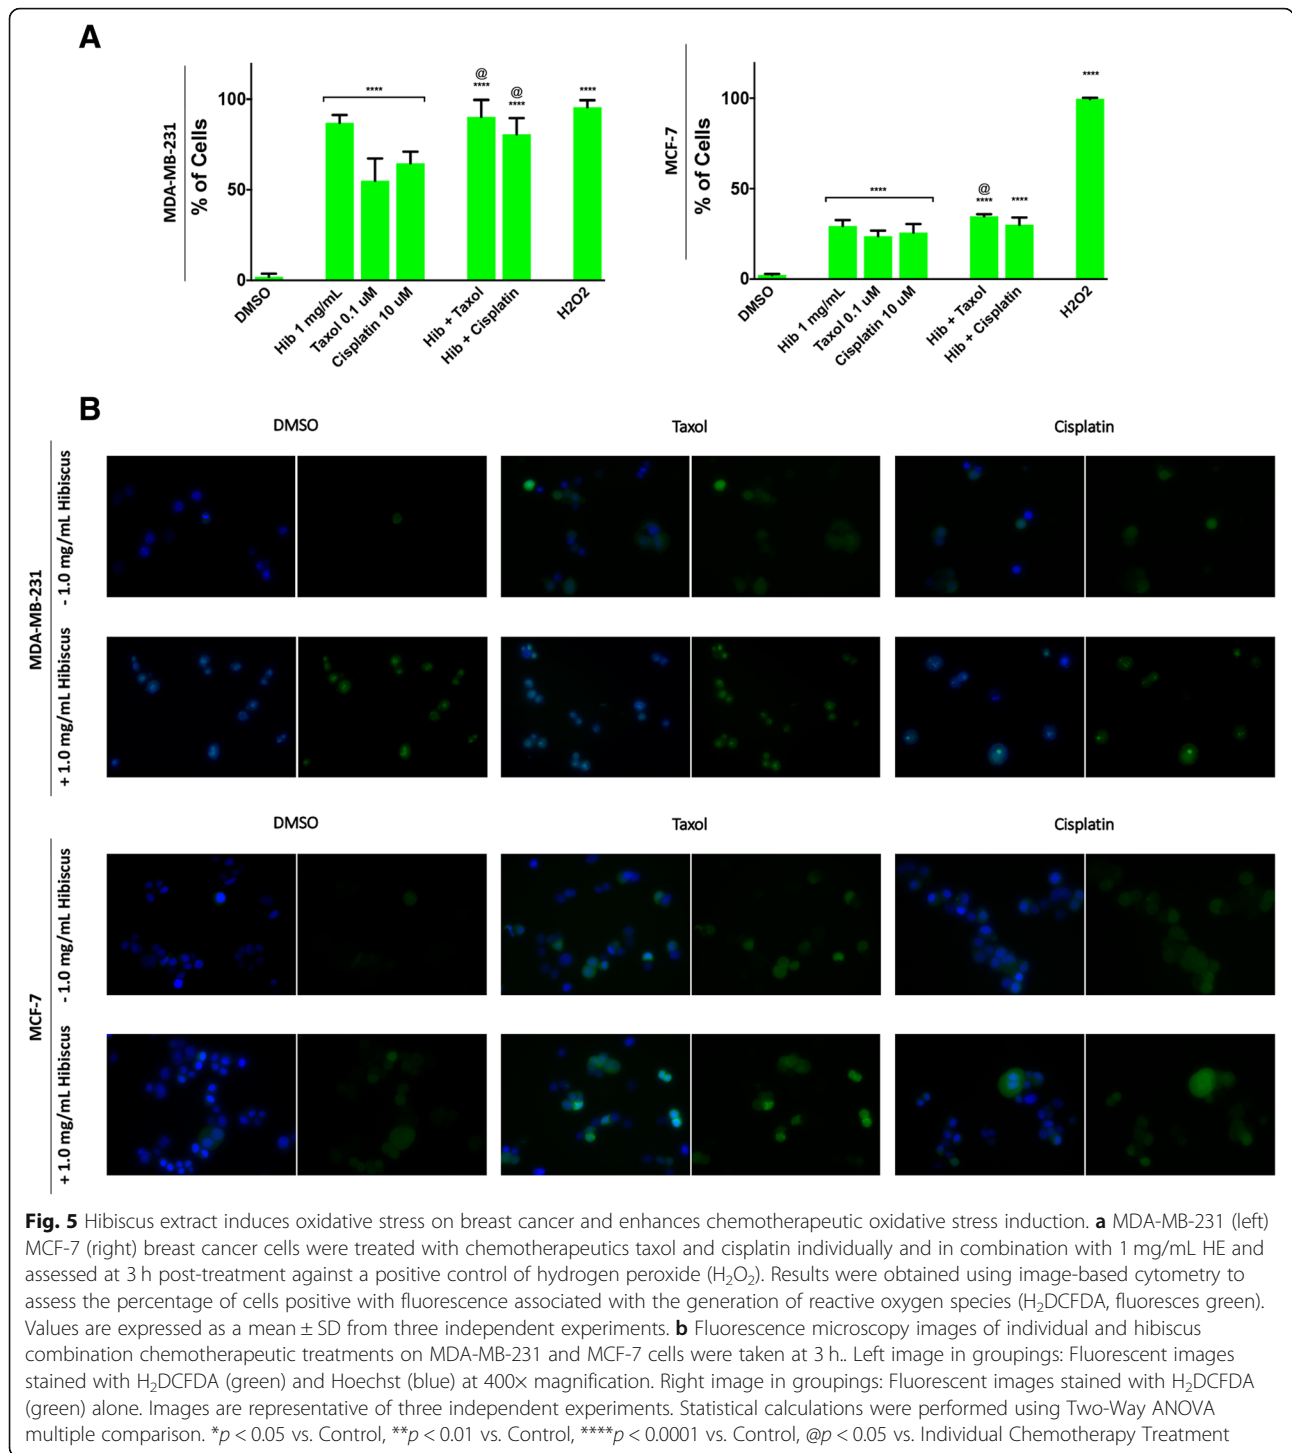 A
MDA-MB-231
% of Cells
100
50
0
****
@
****
@
****
****
DMSO
Hib 1 mg/mL
Taxol 0.1 uM
Cisplatin 10 uM
Hib + Taxol
Hib + Cisplatin
H2O2
MCF-7
% of Cells
100
50
0
****
@
****
****
****
DMSO
Hib 1 mg/mL
Taxol 0.1 uM
Cisplatin 10 uM
Hib + Taxol
Hib + Cisplatin
H2O2
B
DMSO
Taxol
Cisplatin
MDA-MB-231
- 1.0 mg/mL Hibiscus
+ 1.0 mg/mL Hibiscus
DMSO
Taxol
Cisplatin
MCF-7
- 1.0 mg/mL Hibiscus
+ 1.0 mg/mL Hibiscus
Fig. 5 Hibiscus extract induces oxidative stress on breast cancer and enhances chemotherapeutic oxidative stress induction. a MDA-MB-231 (left)
MCF-7 (right) breast cancer cells were treated with chemotherapeutics taxol and cisplatin individually and in combination with 1 mg/mL HE and
assessed at 3 h post-treatment against a positive control of hydrogen peroxide (H₂O₂). Results were obtained using image-based cytometry to
assess the percentage of cells positive with fluorescence associated with the generation of reactive oxygen species (H₂DCFDA, fluoresces green).
Values are expressed as a mean ± SD from three independent experiments. b Fluorescence microscopy images of individual and hibiscus
combination chemotherapeutic treatments on MDA-MB-231 and MCF-7 cells were taken at 3 h.. Left image in groupings: Fluorescent images
stained with H₂DCFDA (green) and Hoechst (blue) at 400× magnification. Right image in groupings: Fluorescent images stained with H₂DCFDA
(green) alone. Images are representative of three independent experiments. Statistical calculations were performed using Two-Way ANOVA
multiple comparison. *p < 0.05 vs. Control, **p < 0.01 vs. Control, ****p < 0.0001 vs. Control, @p < 0.05 vs. Individual Chemotherapy Treatment